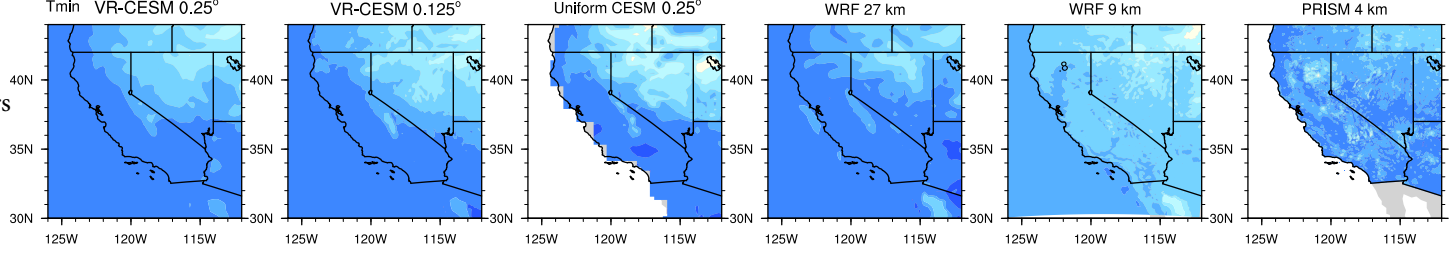 Tmin VR-CESM 0.25° VR-CESM 0.125° Uniform CESM 0.25° WRF 27 km WRF 9 km PRISM 4 km
40N 40N 40N 40N 40N 40N
8
rs
35N 35N 35N 35N 35N 35N
30N 30N 30N 30N 30N 30N
125W 120W 115W 125W 120W 115W 125W 120W 115W 125W 120W 115W 125W 120W 115W 125W 120W 115W